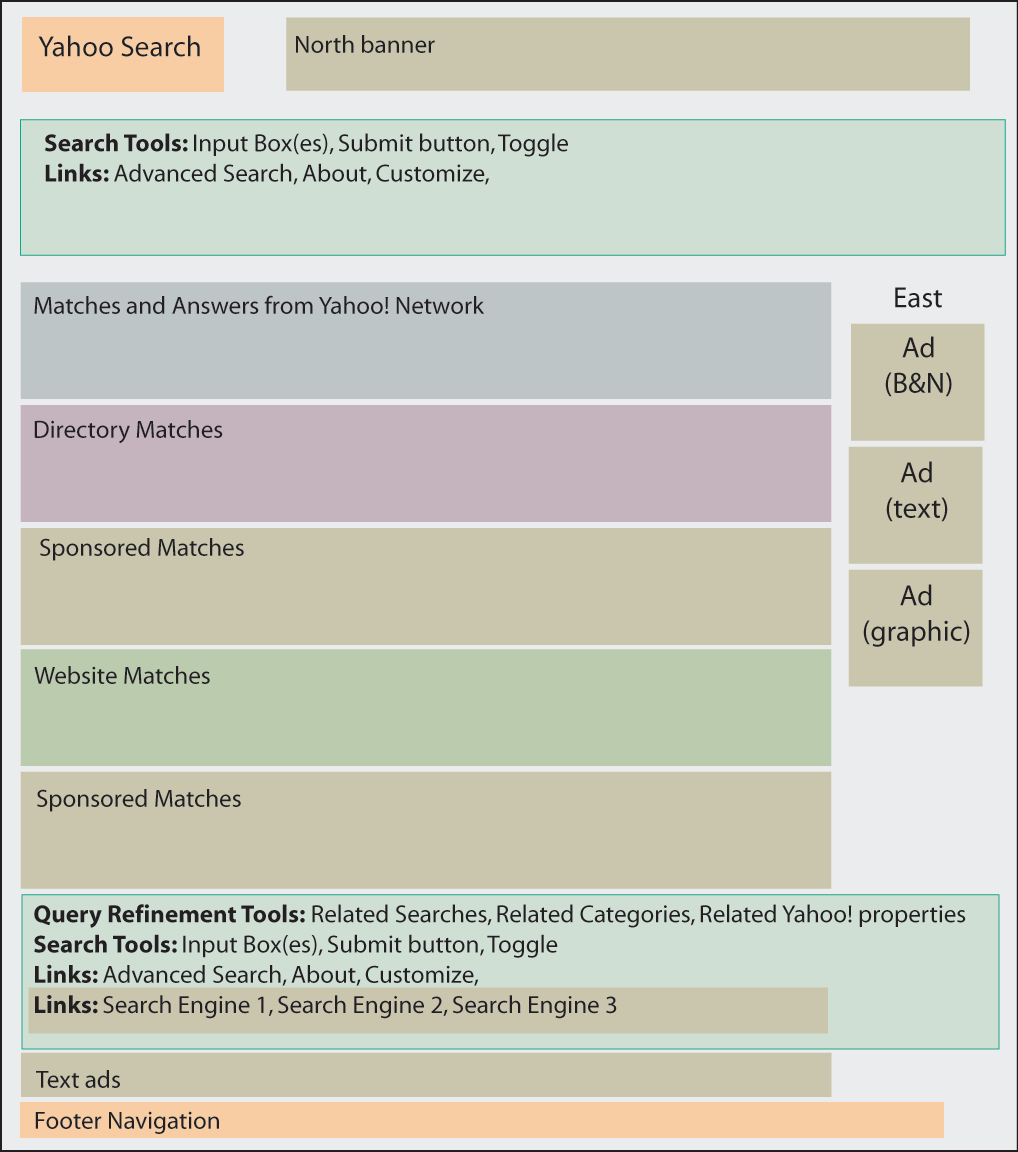 Yahoo Search
North banner
Search Tools: Input Box(es), Submit button, Toggle
Links: Advanced Search, About, Customize,
Matches and Answers from Yahoo! Network
Directory Matches
Sponsored Matches
Website Matches
Sponsored Matches
East
Ad
(B&N)
Ad
(text)
Ad
(graphic)
Query Refinement Tools: Related Searches, Related Categories, Related Yahoo! properties
Search Tools: Input Box(es), Submit button, Toggle
Links: Advanced Search, About, Customize,
Links: Search Engine 1, Search Engine 2, Search Engine 3
Text ads
Footer Navigation